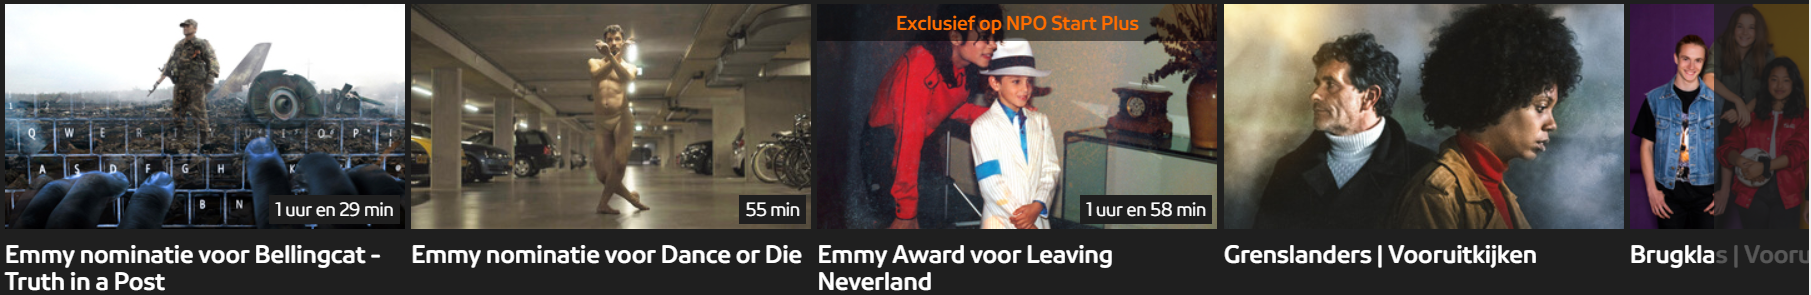 Exclusief op NPO Start Plus
Q W E R T Y U I O P
A S D F G H K
B N
1 uur en 29 min
55 min
1 uur en 58 min
Emmy nominatie voor Bellingcat -
Truth in a Post
Emmy nominatie voor Dance or Die
Emmy Award voor Leaving
Neverland
Grenslanders | Vooruitkijken
Brugklas | Vooru